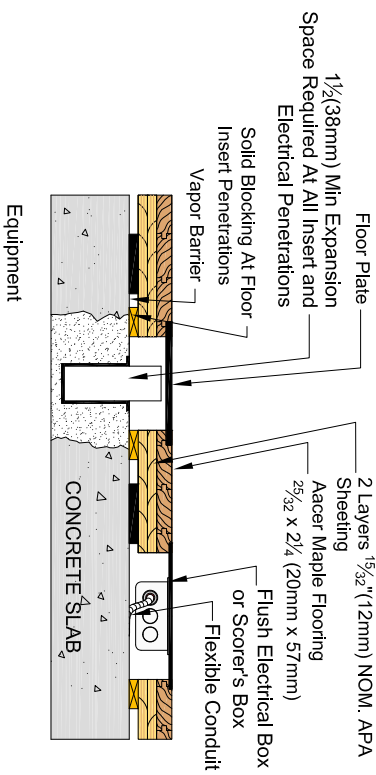 Floor Plate
1½(38mm) Min Expansion
Space Required At All Insert and
Electrical Penetrations
Solid Blocking At Floor
Insert Penetrations
Vapor Barrier
2 Layers 15/32"(12mm) NOM. APA
Sheeting
Aacer Maple Flooring
25/32 x 2¼ (20mm x 57mm)
Flush Electrical Box
or Scorer's Box
Flexible Conduit
CONCRETE SLAB
Equipment